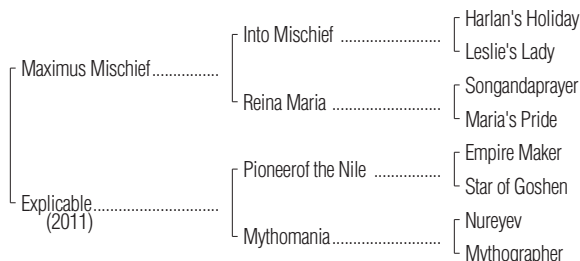 Harlan's Holiday
Into Mischief ....................
Leslie's Lady
Maximus Mischief.............
Songandaprayer
Reina Maria ......................
Maria's Pride
Empire Maker
Pioneerof the Nile ................
Star of Goshen
Explicable.........................
(2011)
Nureyev
Mythomania.......................
Mythographer